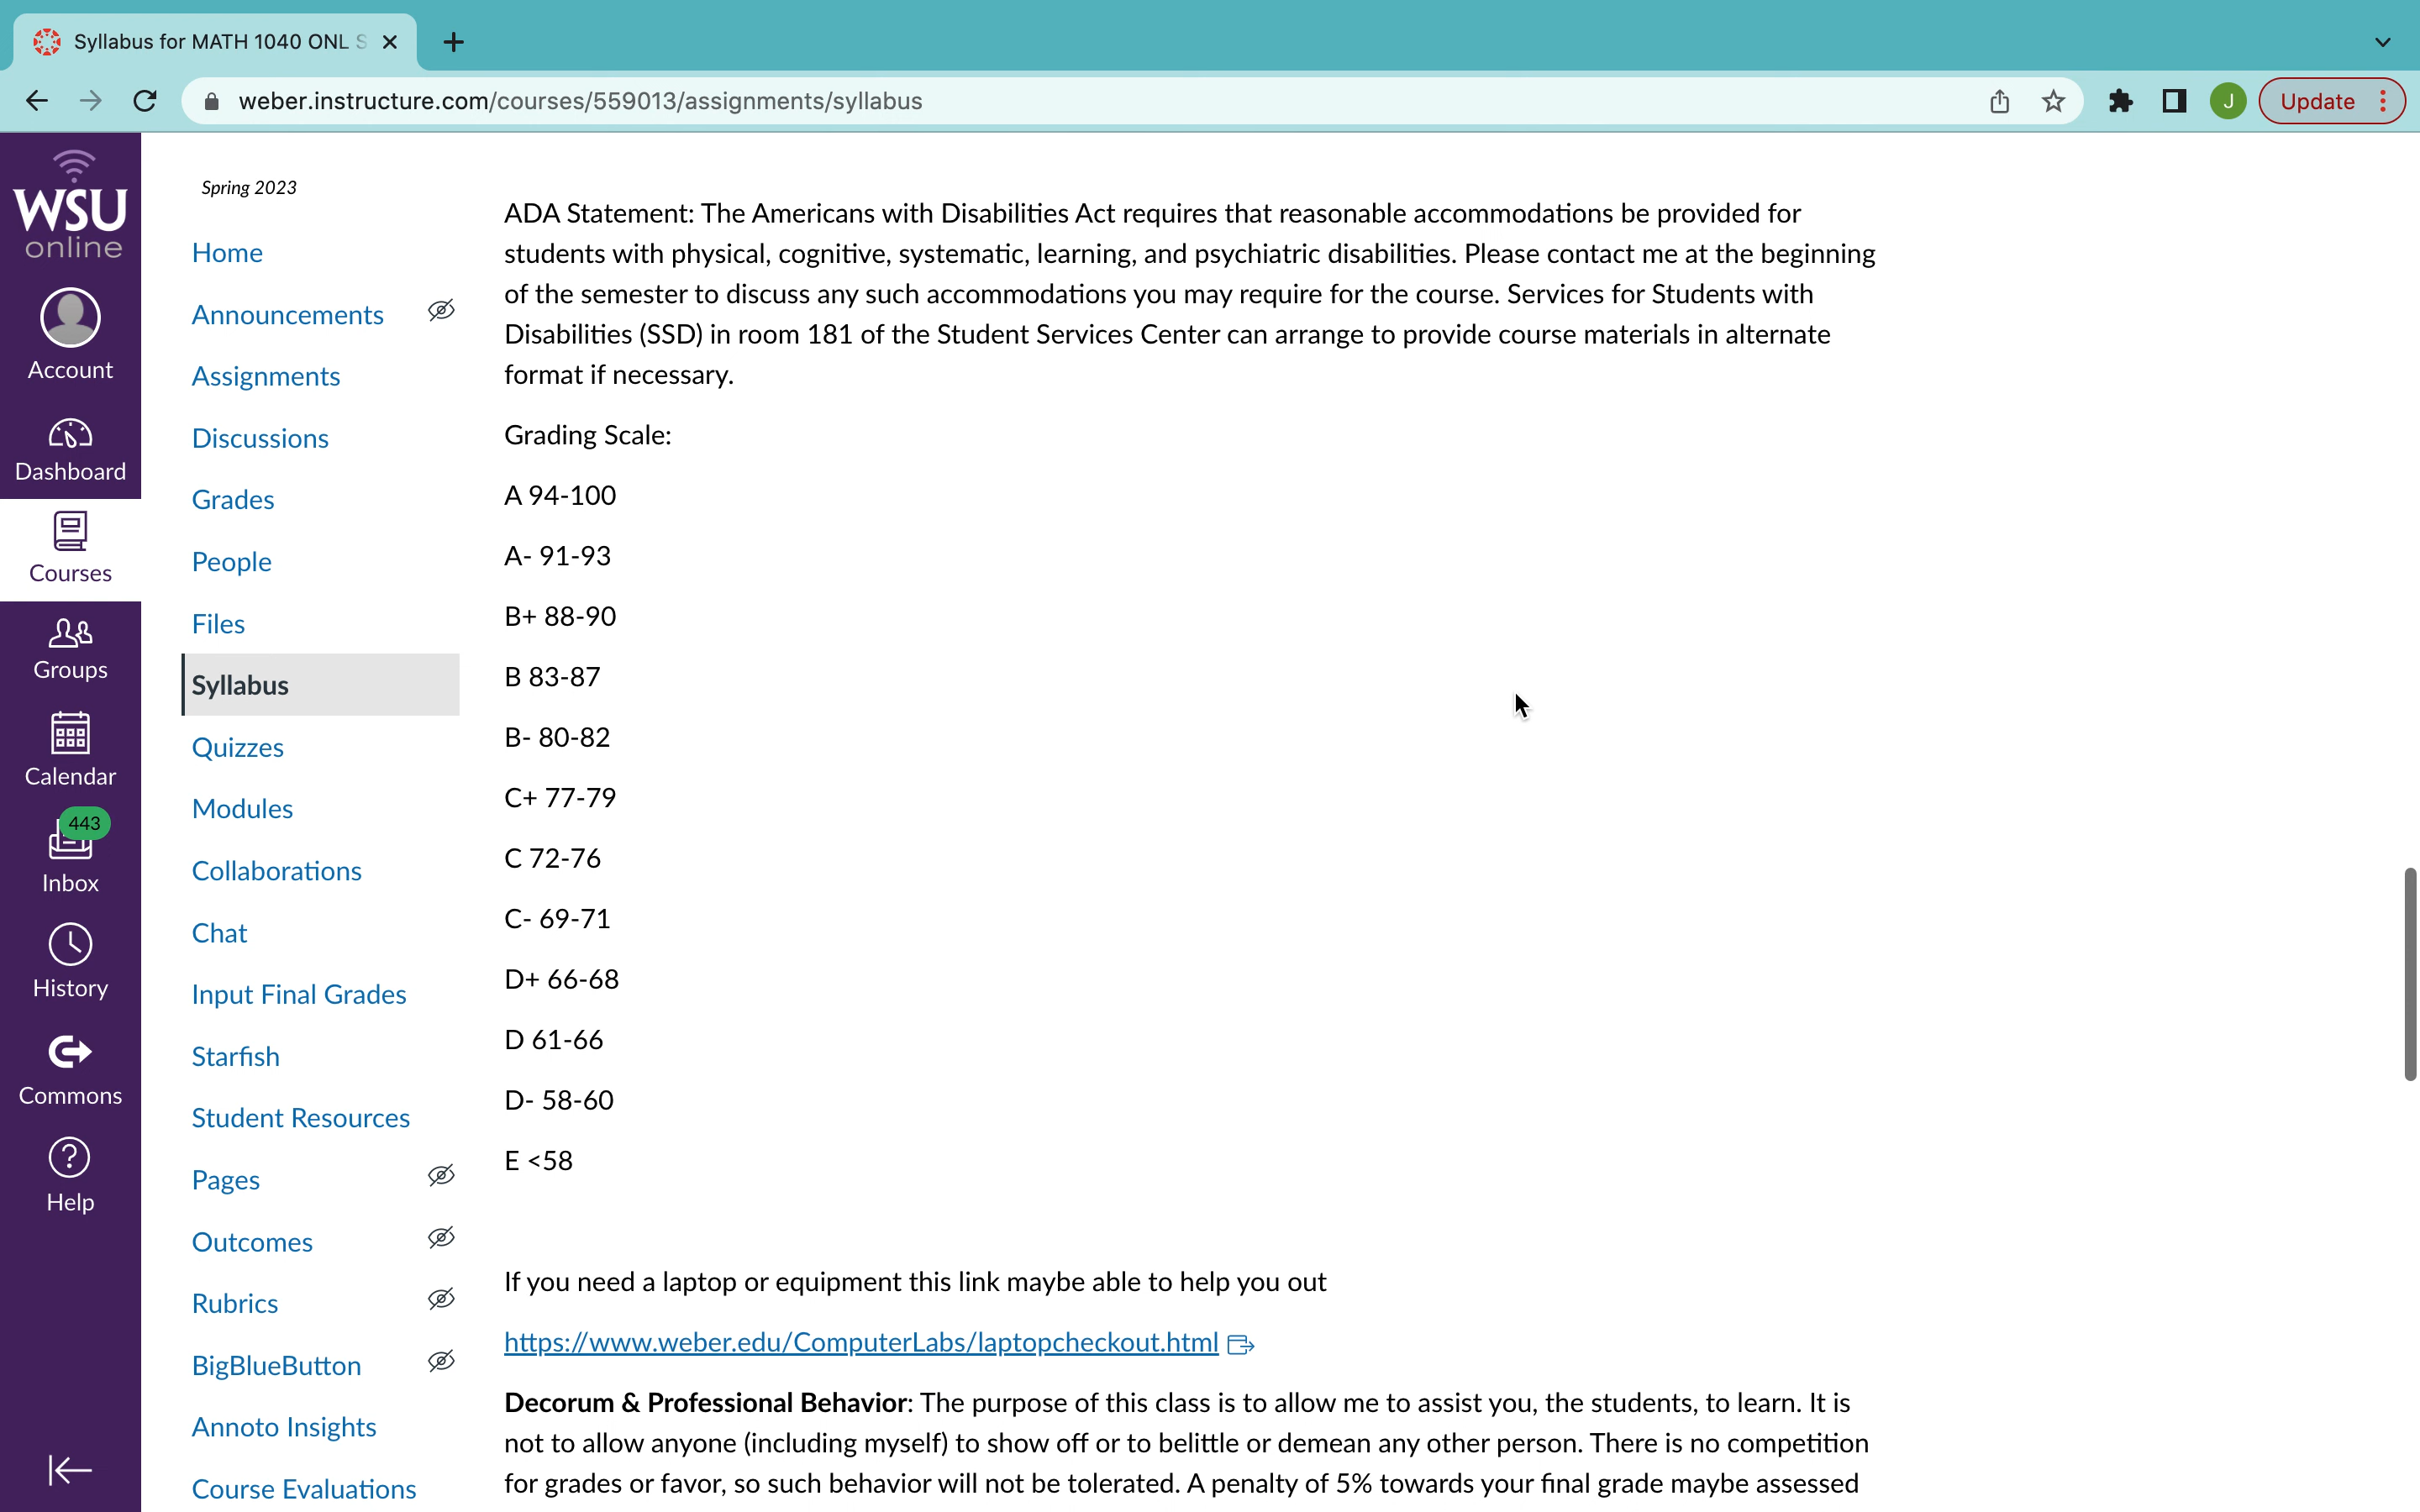 Syllabus for MATH 1040 ONL S
weber.instructure.com/courses/559013/assignments/syllabus
J
Update
WSU
online
Account
Dashboard
Courses
Groups
Calendar
443
Inbox
History
Commons
Help
Spring 2023
Home
Announcements
Assignments
Discussions
Grades
People
Files
Syllabus
Quizzes
Modules
Collaborations
Chat
Input Final Grades
Starfish
Student Resources
Pages
Outcomes
Rubrics
BigBlueButton
Annoto Insights
Course Evaluations
ADA Statement: The Americans with Disabilities Act requires that reasonable accommodations be provided for
students with physical, cognitive, systematic, learning, and psychiatric disabilities. Please contact me at the beginning
of the semester to discuss any such accommodations you may require for the course. Services for Students with
Disabilities (SSD) in room 181 of the Student Services Center can arrange to provide course materials in alternate
format if necessary.
Grading Scale:
A 94-100
A- 91-93
B+ 88-90
B 83-87
B- 80-82
C+ 77-79
C 72-76
C- 69-71
D+ 66-68
D 61-66
D- 58-60
E <58
If you need a laptop or equipment this link maybe able to help you out
https://www.weber.edu/ComputerLabs/laptopcheckout.html
Decorum & Professional Behavior: The purpose of this class is to allow me to assist you, the students, to learn. It is
not to allow anyone (including myself) to show off or to belittle or demean any other person. There is no competition
for grades or favor, so such behavior will not be tolerated. A penalty of 5% towards your final grade maybe assessed